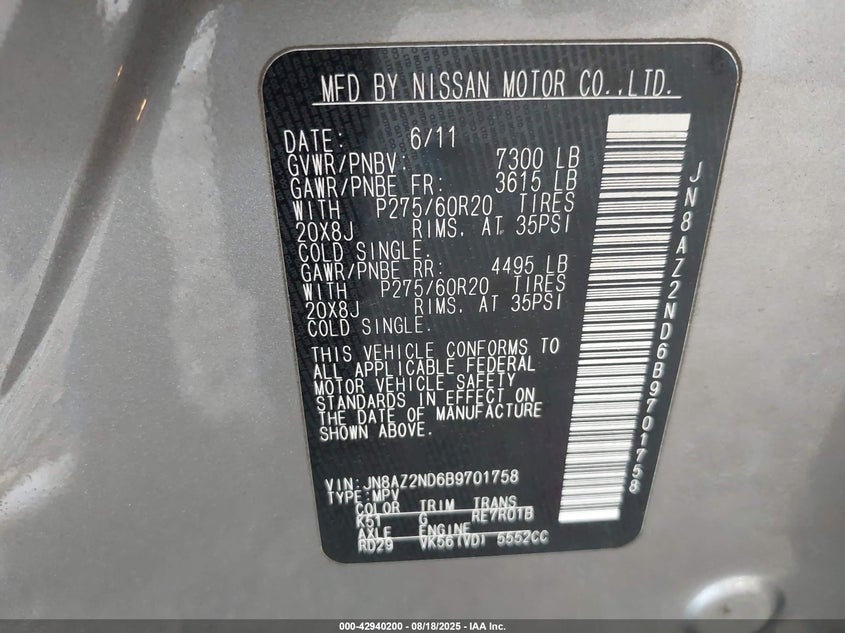 MFD BY NISSAN MOTOR CO.,LTD.
DATE: 6/11
GVWR/PNBV: 7300 LB
GAWR/PNBE FR: 3615 LB
WITH P275/60R20 TIRES
20X8J RIMS. AT 35PSI
COLD SINGLE.
GAWR/PNBE RR: 4495 LB
WITH P275/60R20 TIRES
20X8J RIMS. AT 35PSI
COLD SINGLE.
THIS VEHICLE CONFORMS TO
ALL APPLICABLE FEDERAL
MOTOR VEHICLE SAFETY
STANDARDS IN EFFECT ON
THE DATE OF MANUFACTURE
SHOWN ABOVE.
VIN: JN8AZ2ND6B9701758
TYPE: MPV
COLOR TRIM TRANS
K51 G RE7R01B
AXLE ENGINE
RD29 VK56(VD) 5552CC
JN8AZ2ND6B9701758
000-42940200 - 08/18/2025 - IAA Inc.